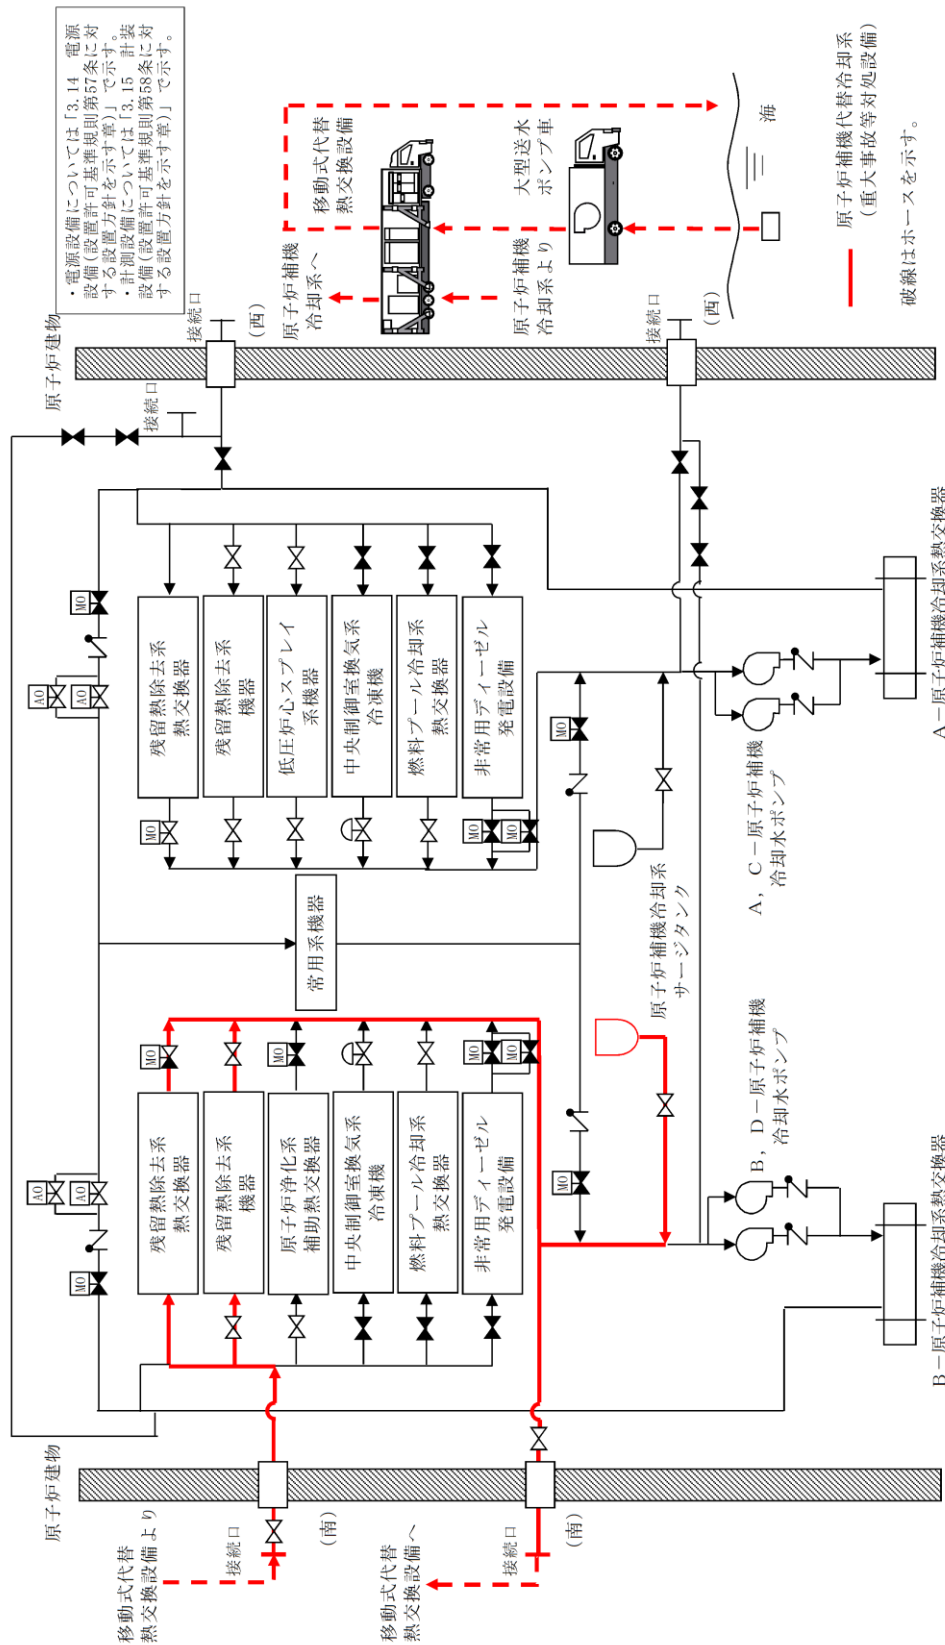 ・電源設備については「3.14　電源
設備(設置許可基準規則第57条に対
する設置方針を示す章)」で示す。
・計測設備については「3.15　計装
設備(設置許可基準規則第58条に対
する設置方針を示す章)」で示す。
原子炉建物
接続口
(西)
接続口
原子炉補機
冷却系へ
移動式代替
熱交換設備
原子炉補機
冷却系より
大型送水
ポンプ車
海
接続口
(西)
原子炉補機代替冷却系
(重大事故等対処設備)
破線はホースを示す。
MO
AO
AO
残留熱除去系
熱交換器
残留熱除去系
機器
低圧炉心スプレイ
系機器
中央制御室換気系
冷凍機
燃料プール冷却系
熱交換器
非常用ディーゼル
発電設備
MO
MO
MO
MO
常用系機器
原子炉補機冷却系
サージタンク
A，C－原子炉補機
冷却水ポンプ
A－原子炉補機冷却系熱交換器
MO
MO
MO
MO
MO
残留熱除去系
熱交換器
残留熱除去系
機器
原子炉浄化系
補助熱交換器
中央制御室換気系
冷凍機
燃料プール冷却系
熱交換器
非常用ディーゼル
発電設備
AO
AO
MO
B，D－原子炉補機
冷却水ポンプ
B－原子炉補機冷却系熱交換器
原子炉建物
移動式代替
熱交換設備より
接続口
(南)
移動式代替
熱交換設備へ
接続口
(南)